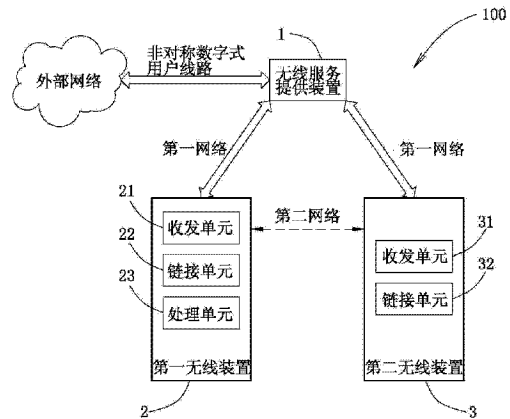 100
1
非对称数字式
用户线路
外部网络
无线服务
提供装置
第一网络
第一网络
21
收发单元
第二网络
31
收发单元
22
链接单元
32
链接单元
23
处理单元
第一无线装置
第二无线装置
2
3